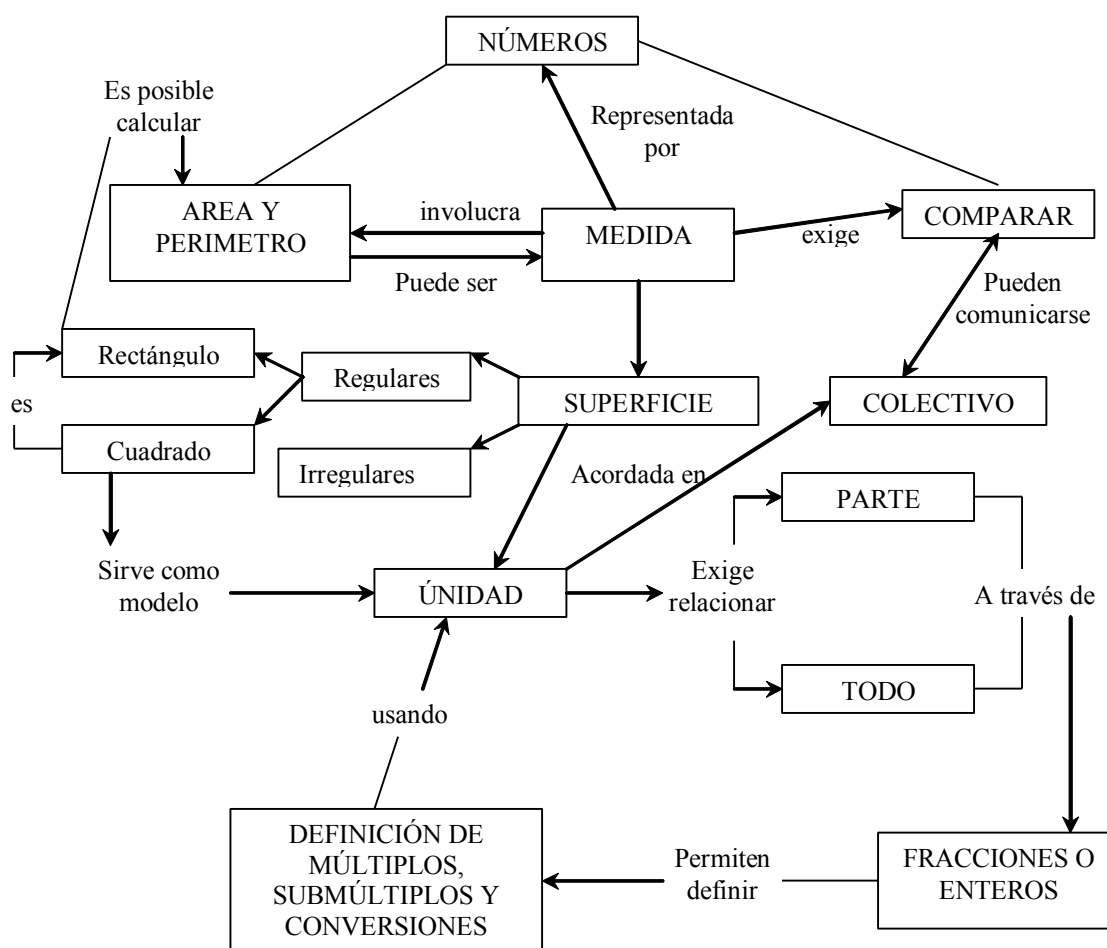 NÚMEROS
Es posible
calcular
Representada
por
AREA Y
PERIMETRO
involucra
MEDIDA
exige
COMPARAR
Puede ser
Pueden
comunicarse
Rectángulo
Regulares
SUPERFICIE
COLECTIVO
es
Cuadrado
Irregulares
Acordada en
PARTE
Sirve como
modelo
ÚNIDAD
Exige
relacionar
A través de
TODO
usando
DEFINICIÓN DE
MÚLTIPLOS,
SUBMÚLTIPLOS Y
CONVERSIONES
Permiten
definir
FRACCIONES O
ENTEROS